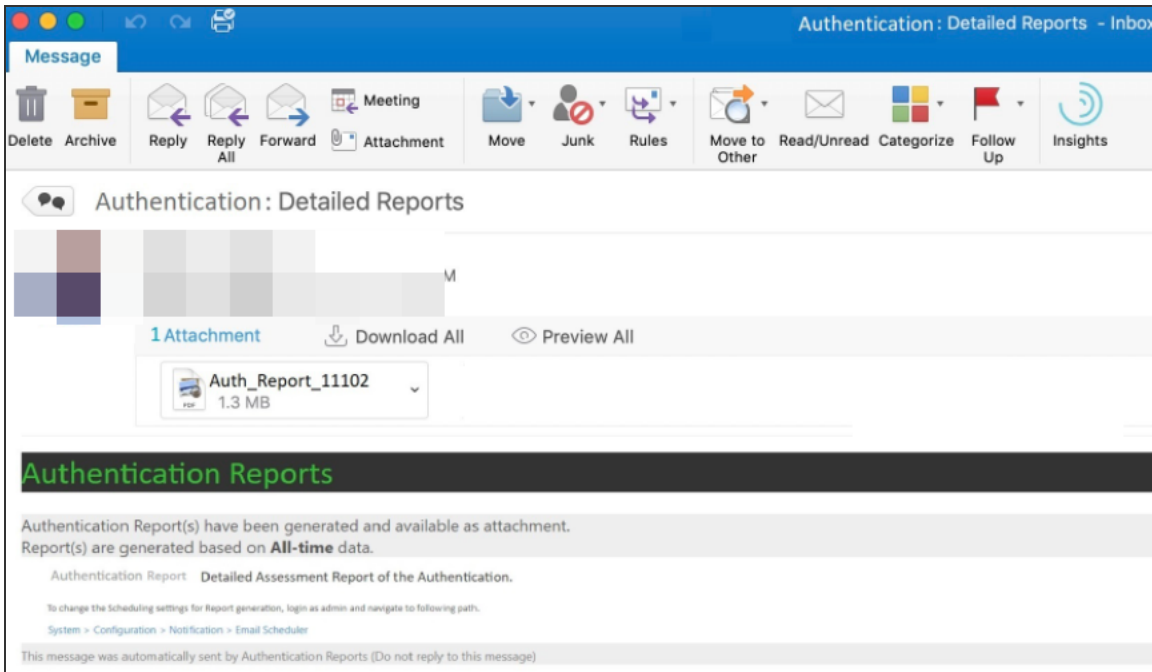 Authentication: Detailed Reports - Inbox
Message
Delete Archive Reply Reply All Forward Meeting Attachment Move Junk Rules Move to Other Read/Unread Categorize Follow Up Insights
Authentication: Detailed Reports
M
1 Attachment Download All Preview All
Auth_Report_11102
PDF 1.3 MB
Authentication Reports
Authentication Report(s) have been generated and available as attachment.
Report(s) are generated based on All-time data.
Authentication Report Detailed Assessment Report of the Authentication.
To change the Scheduling settings for Report generation, login as admin and navigate to following path.
System > Configuration > Notification > Email Scheduler
This message was automatically sent by Authentication Reports (Do not reply to this message)